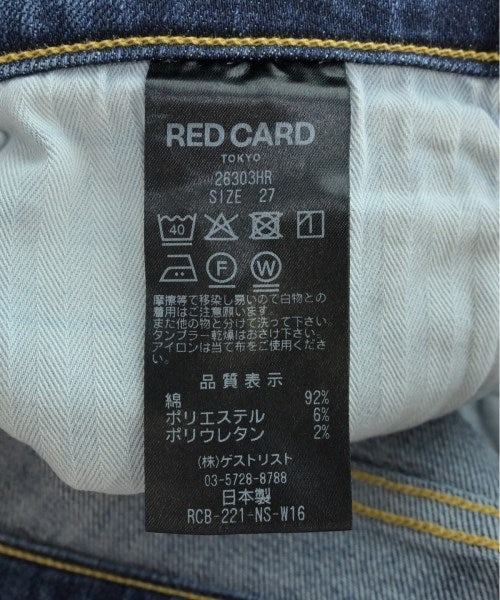 RED CARD
TOKYO
26303HR
SIZE 27
40
F W
摩擦等で移染し易いので白物との
着用はご注意願います
また他の物と分けて洗って下さい
タンブラー乾燥はお避け下さい
アイロンは当て布をご使用くださ
い。
品質表示
綿 92%
ポリエステル 6%
ポリウレタン 2%
(株)ゲストリスト
03-5728-8788
日本製
RCB-221-NS-W16